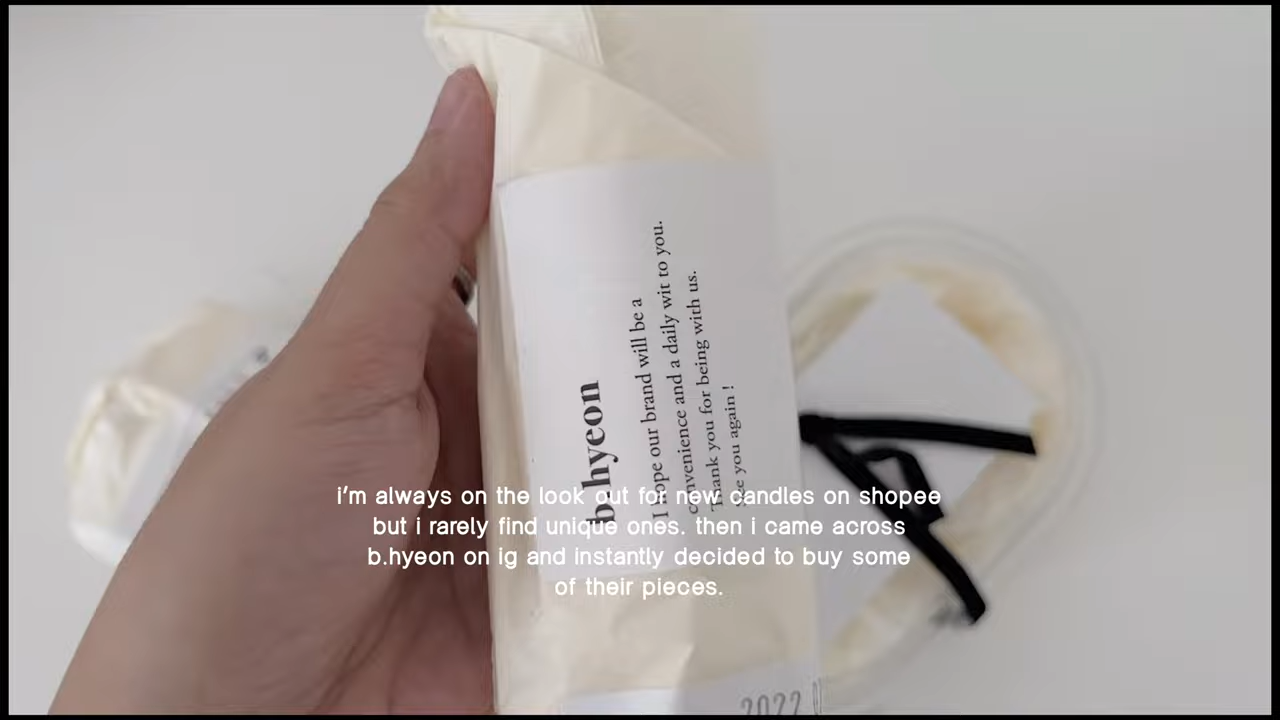 b.hyeon
I hope our brand will be a
convenience and a daily wit to you.
Thank you for being with us.
See you again !
i'm always on the look out for new candles on shopee
but i rarely find unique ones. then i came across
b.hyeon on ig and instantly decided to buy some
of their pieces.
2022